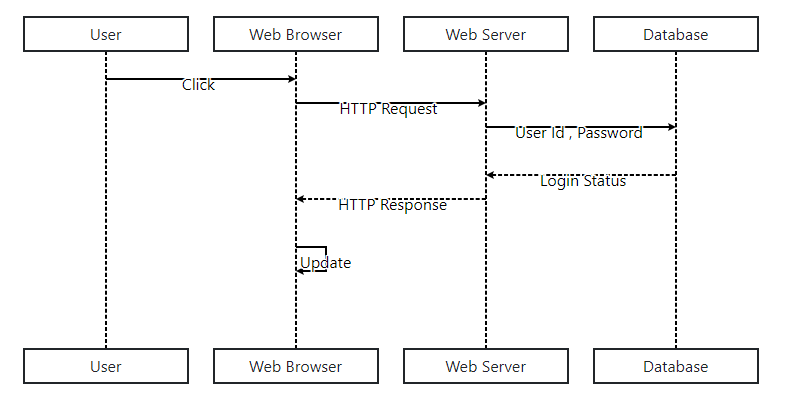 User
Web Browser
Web Server
Database
Click
HTTP Request
User Id , Password
Login Status
HTTP Response
Update
User
Web Browser
Web Server
Database